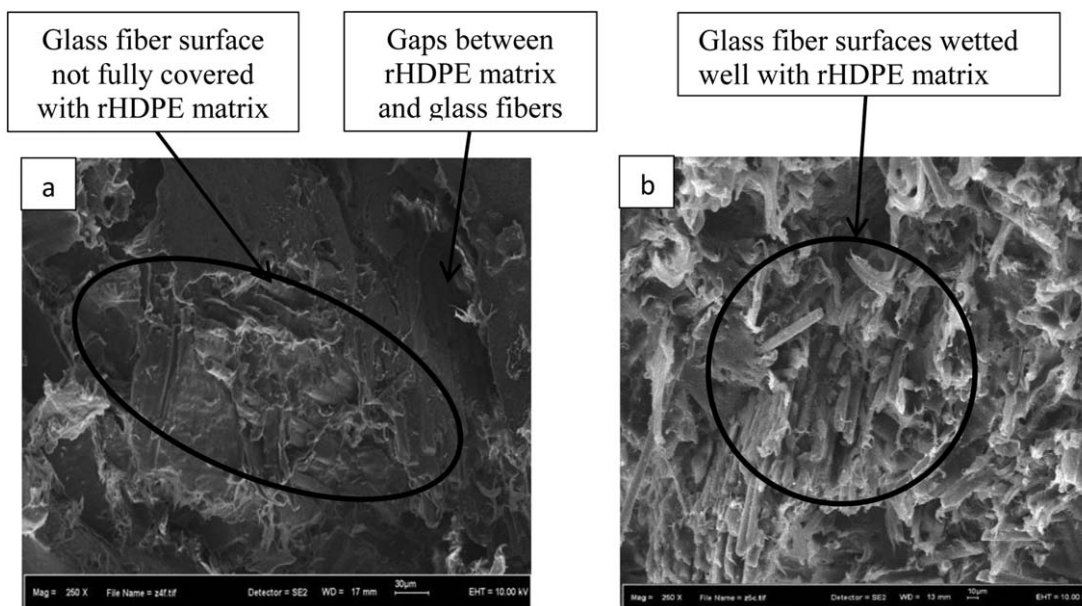 Glass fiber surface
not fully covered
with rHDPE matrix
Gaps between
rHDPE matrix
and glass fibers
Glass fiber surfaces wetted
well with rHDPE matrix
a
b
Mag = 250 X File Name = z4f.tif Detector = SE2 WD = 17 mm 30µm EHT = 10.00 kV
Mag = 250 X File Name = z5c.tif Detector = SE2 WD = 13 mm 10µm EHT = 10.00